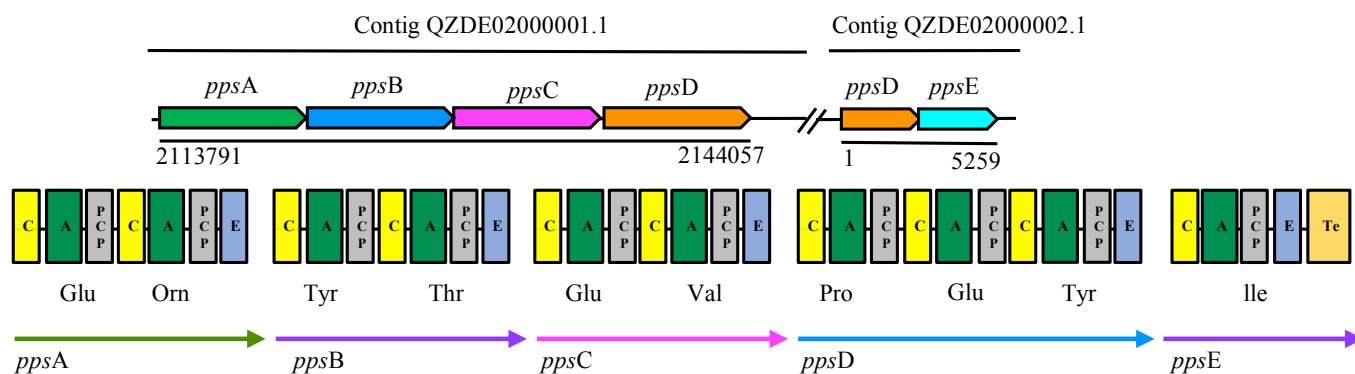 Contig QZDE02000001.1 Contig QZDE02000002.1
ppsA ppsB ppsC ppsD ppsD ppsE
2113791 2144057 1 5259
C A PCP C A PCP E C A PCP C A PCP E C A PCP C A PCP E C A PCP C A PCP C A PCP E C A PCP E Te
Glu Orn Tyr Thr Glu Val Pro Glu Tyr lle
ppsA ppsB ppsC ppsD ppsE